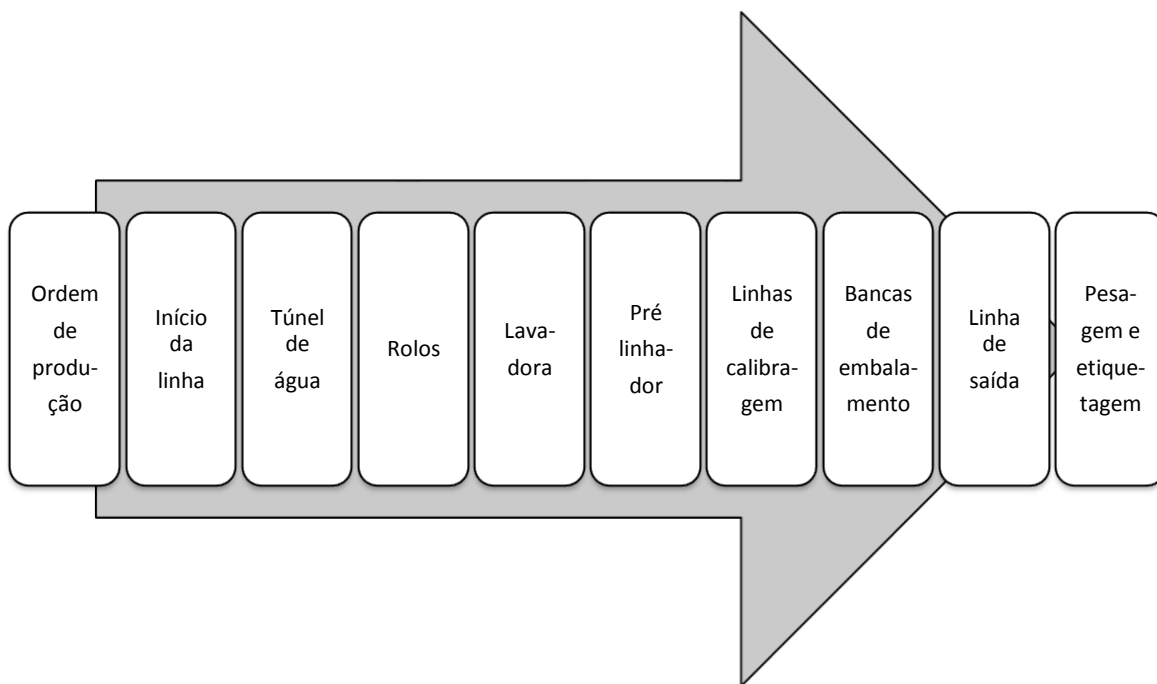 Ordem
de
produ-
ção
Início
da
linha
Túnel
de
água
Rolos
Lava-
dora
Pré
linha-
dor
Linhas
de
calibra-
gem
Bancas
de
embala-
mento
Linha
de
saída
Pesa-
gem e
etique-
tagem